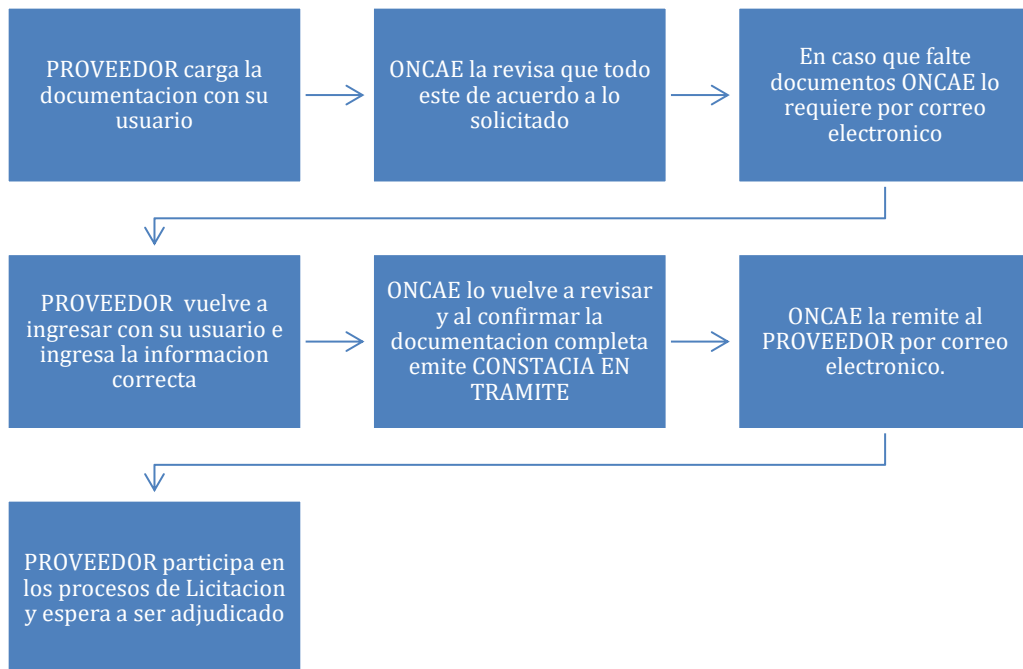 PROVEEDOR carga la
documentacion con su
usuario
ONCAE la revisa que todo
este de acuerdo a lo
solicitado
En caso que falte
documentos ONCAE lo
requiere por correo
electronico
PROVEEDOR vuelve a
ingresar con su usuario e
ingresa la informacion
correcta
ONCAE lo vuelve a revisar
y al confirmar la
documentacion completa
emite CONSTACIA EN
TRAMITE
ONCAE la remite al
PROVEEDOR por correo
electronico.
PROVEEDOR participa en
los procesos de Licitacion
y espera a ser adjudicado